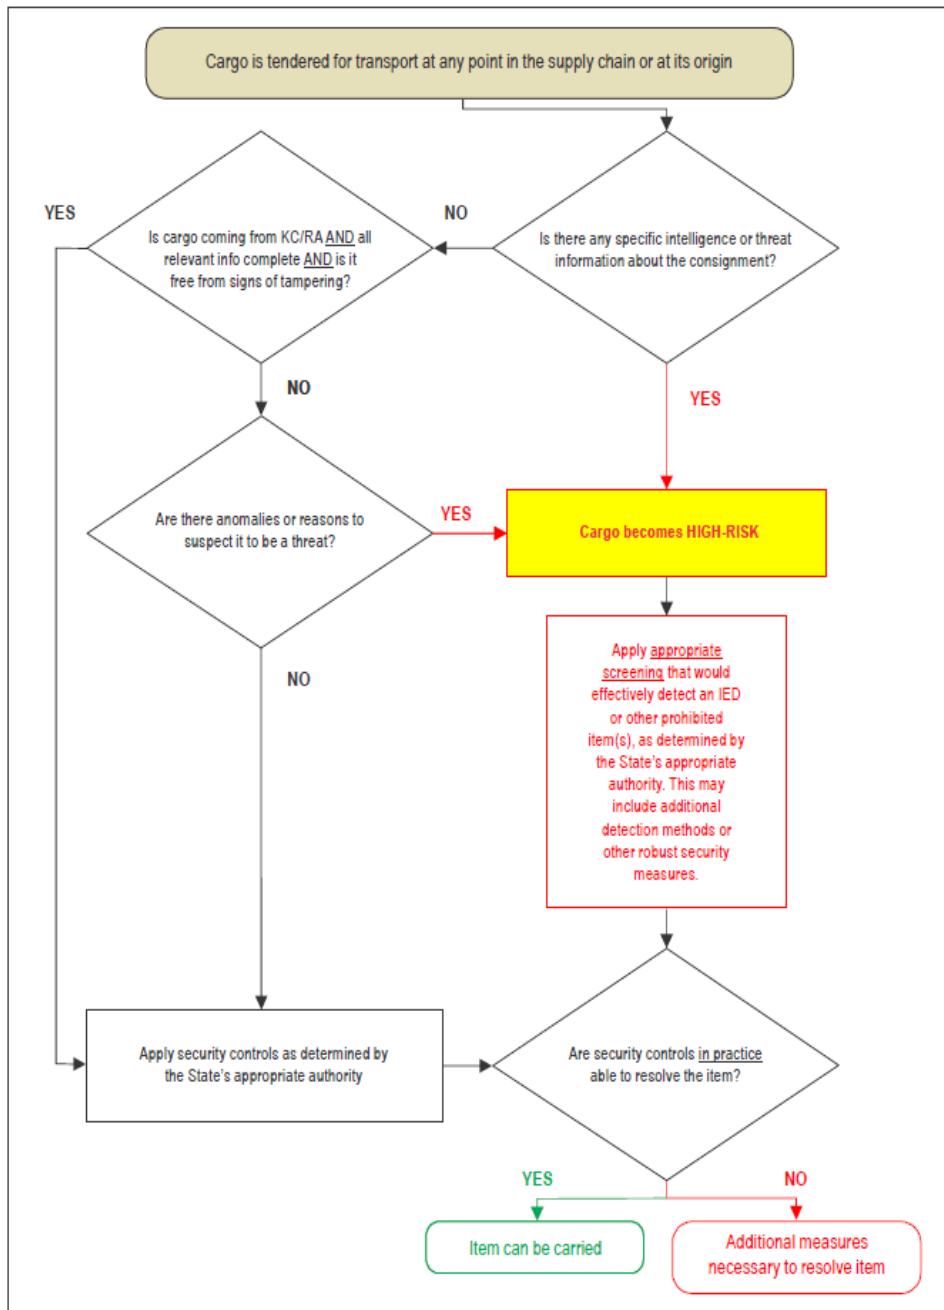 Cargo is tendered for transport at any point in the supply chain or at its origin
YES
NO
Is cargo coming from KC/RA AND all
relevant info complete AND is it
free from signs of tampering?
Is there any specific intelligence or threat
information about the consignment?
NO
YES
Are there anomalies or reasons to
suspect it to be a threat?
YES
Cargo becomes HIGH-RISK
NO
Apply appropriate
screening that would
effectively detect an IED
or other prohibited
item(s), as determined by
the State's appropriate
authority. This may
include additional
detection methods or
other robust security
measures.
Apply security controls as determined by
the State's appropriate authority
Are security controls in practice
able to resolve the item?
YES
NO
Item can be carried
Additional measures
necessary to resolve item